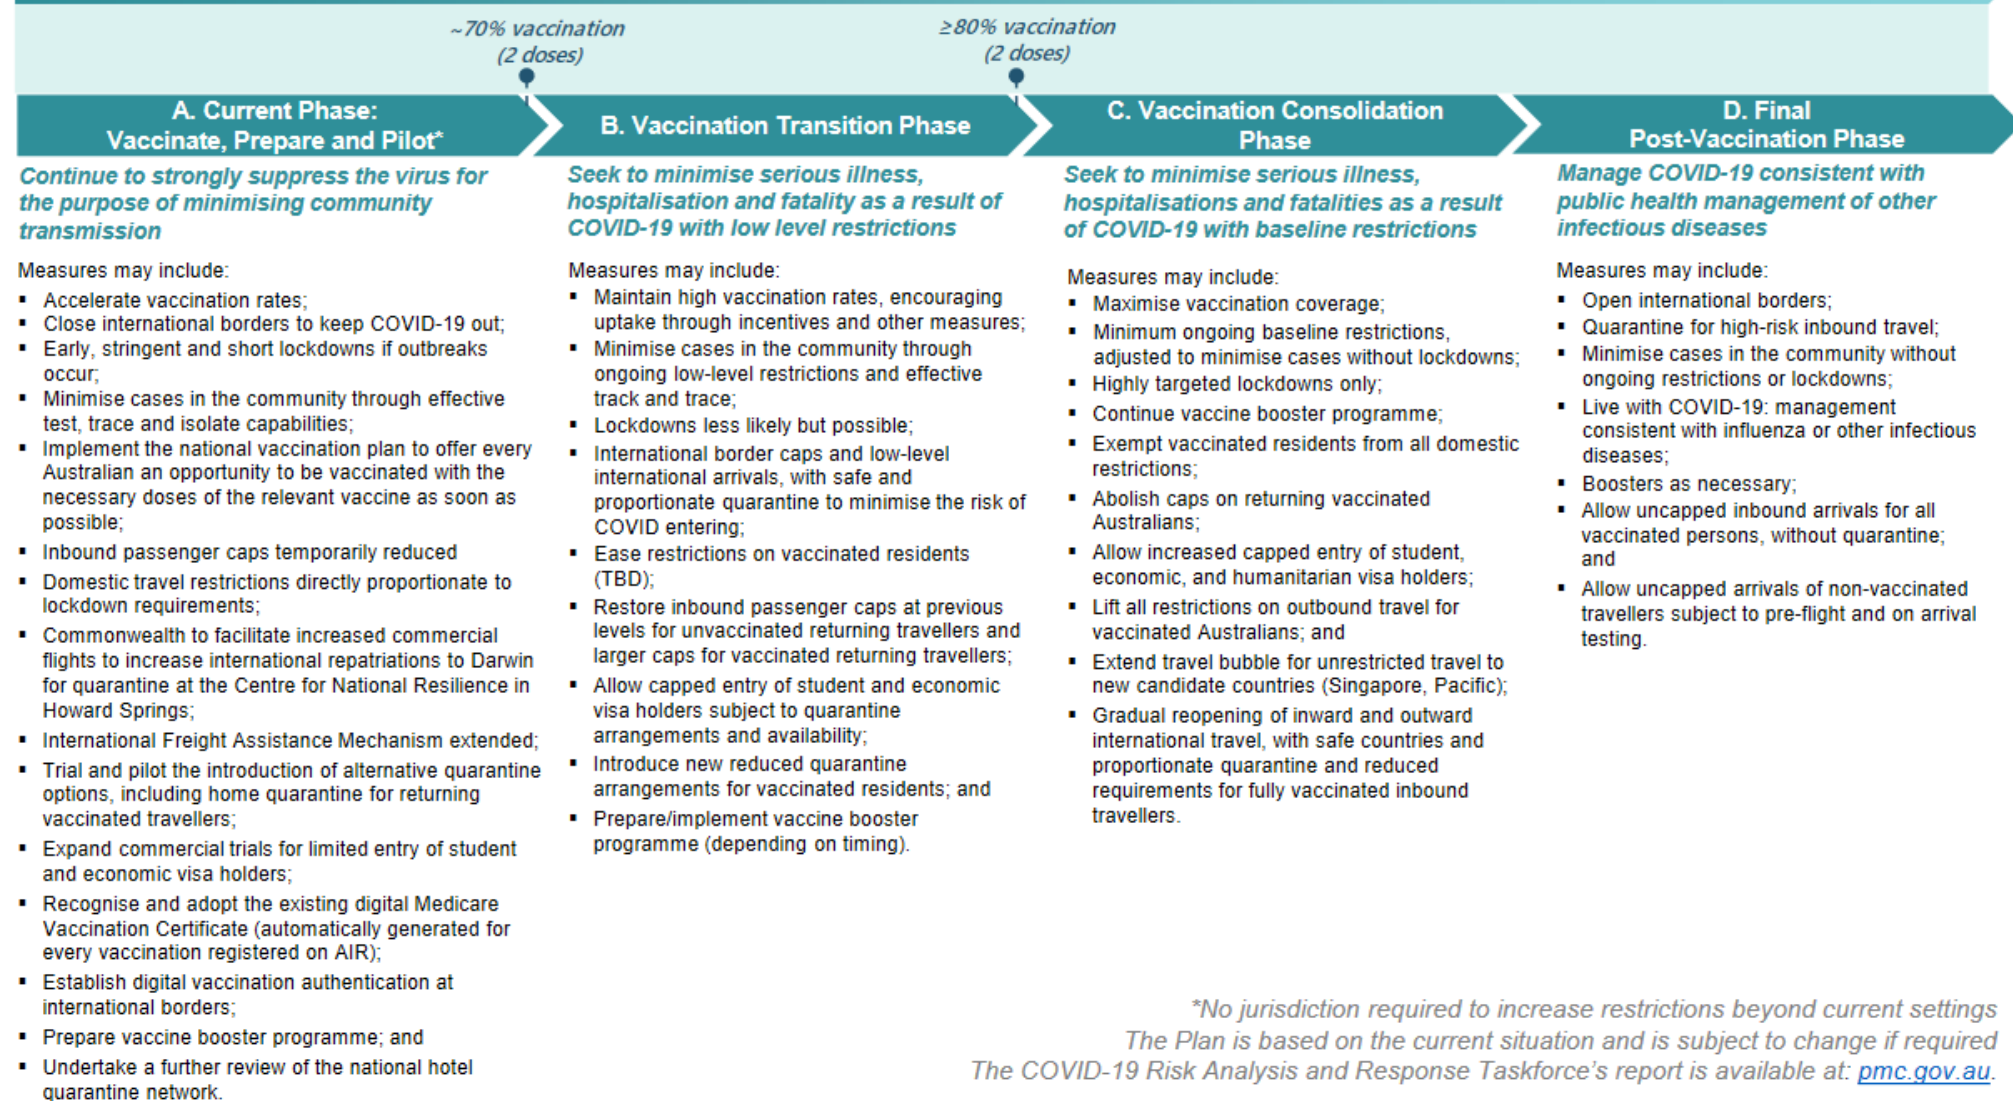 ~70% vaccination
(2 doses)
≥80% vaccination
(2 doses)
A. Current Phase:
Vaccinate, Prepare and Pilot*
Continue to strongly suppress the virus for
the purpose of minimising community
transmission
Measures may include:
▪ Accelerate vaccination rates;
▪ Close international borders to keep COVID-19 out;
▪ Early, stringent and short lockdowns if outbreaks
occur;
▪ Minimise cases in the community through effective
test, trace and isolate capabilities;
▪ Implement the national vaccination plan to offer every
Australian an opportunity to be vaccinated with the
necessary doses of the relevant vaccine as soon as
possible;
▪ Inbound passenger caps temporarily reduced
▪ Domestic travel restrictions directly proportionate to
lockdown requirements;
▪ Commonwealth to facilitate increased commercial
flights to increase international repatriations to Darwin
for quarantine at the Centre for National Resilience in
Howard Springs;
▪ International Freight Assistance Mechanism extended;
▪ Trial and pilot the introduction of alternative quarantine
options, including home quarantine for returning
vaccinated travellers;
▪ Expand commercial trials for limited entry of student
and economic visa holders;
▪ Recognise and adopt the existing digital Medicare
Vaccination Certificate (automatically generated for
every vaccination registered on AIR);
▪ Establish digital vaccination authentication at
international borders;
▪ Prepare vaccine booster programme; and
▪ Undertake a further review of the national hotel
quarantine network.
B. Vaccination Transition Phase
Seek to minimise serious illness,
hospitalisation and fatality as a result of
COVID-19 with low level restrictions
Measures may include:
▪ Maintain high vaccination rates, encouraging
uptake through incentives and other measures;
▪ Minimise cases in the community through
ongoing low-level restrictions and effective
track and trace;
▪ Lockdowns less likely but possible;
▪ International border caps and low-level
international arrivals, with safe and
proportionate quarantine to minimise the risk of
COVID entering;
▪ Ease restrictions on vaccinated residents
(TBD);
▪ Restore inbound passenger caps at previous
levels for unvaccinated returning travellers and
larger caps for vaccinated returning travellers;
▪ Allow capped entry of student and economic
visa holders subject to quarantine
arrangements and availability;
▪ Introduce new reduced quarantine
arrangements for vaccinated residents; and
▪ Prepare/implement vaccine booster
programme (depending on timing).
C. Vaccination Consolidation
Phase
Seek to minimise serious illness,
hospitalisations and fatalities as a result
of COVID-19 with baseline restrictions
Measures may include:
▪ Maximise vaccination coverage;
▪ Minimum ongoing baseline restrictions,
adjusted to minimise cases without lockdowns;
▪ Highly targeted lockdowns only;
▪ Continue vaccine booster programme;
▪ Exempt vaccinated residents from all domestic
restrictions;
▪ Abolish caps on returning vaccinated
Australians;
▪ Allow increased capped entry of student,
economic, and humanitarian visa holders;
▪ Lift all restrictions on outbound travel for
vaccinated Australians; and
▪ Extend travel bubble for unrestricted travel to
new candidate countries (Singapore, Pacific);
▪ Gradual reopening of inward and outward
international travel, with safe countries and
proportionate quarantine and reduced
requirements for fully vaccinated inbound
travellers.
D. Final
Post-Vaccination Phase
Manage COVID-19 consistent with
public health management of other
infectious diseases
Measures may include:
▪ Open international borders;
▪ Quarantine for high-risk inbound travel;
▪ Minimise cases in the community without
ongoing restrictions or lockdowns;
▪ Live with COVID-19: management
consistent with influenza or other infectious
diseases;
▪ Boosters as necessary;
▪ Allow uncapped inbound arrivals for all
vaccinated persons, without quarantine;
and
▪ Allow uncapped arrivals of non-vaccinated
travellers subject to pre-flight and on arrival
testing.
*No jurisdiction required to increase restrictions beyond current settings
The Plan is based on the current situation and is subject to change if required
The COVID-19 Risk Analysis and Response Taskforce's report is available at: pmc.gov.au.